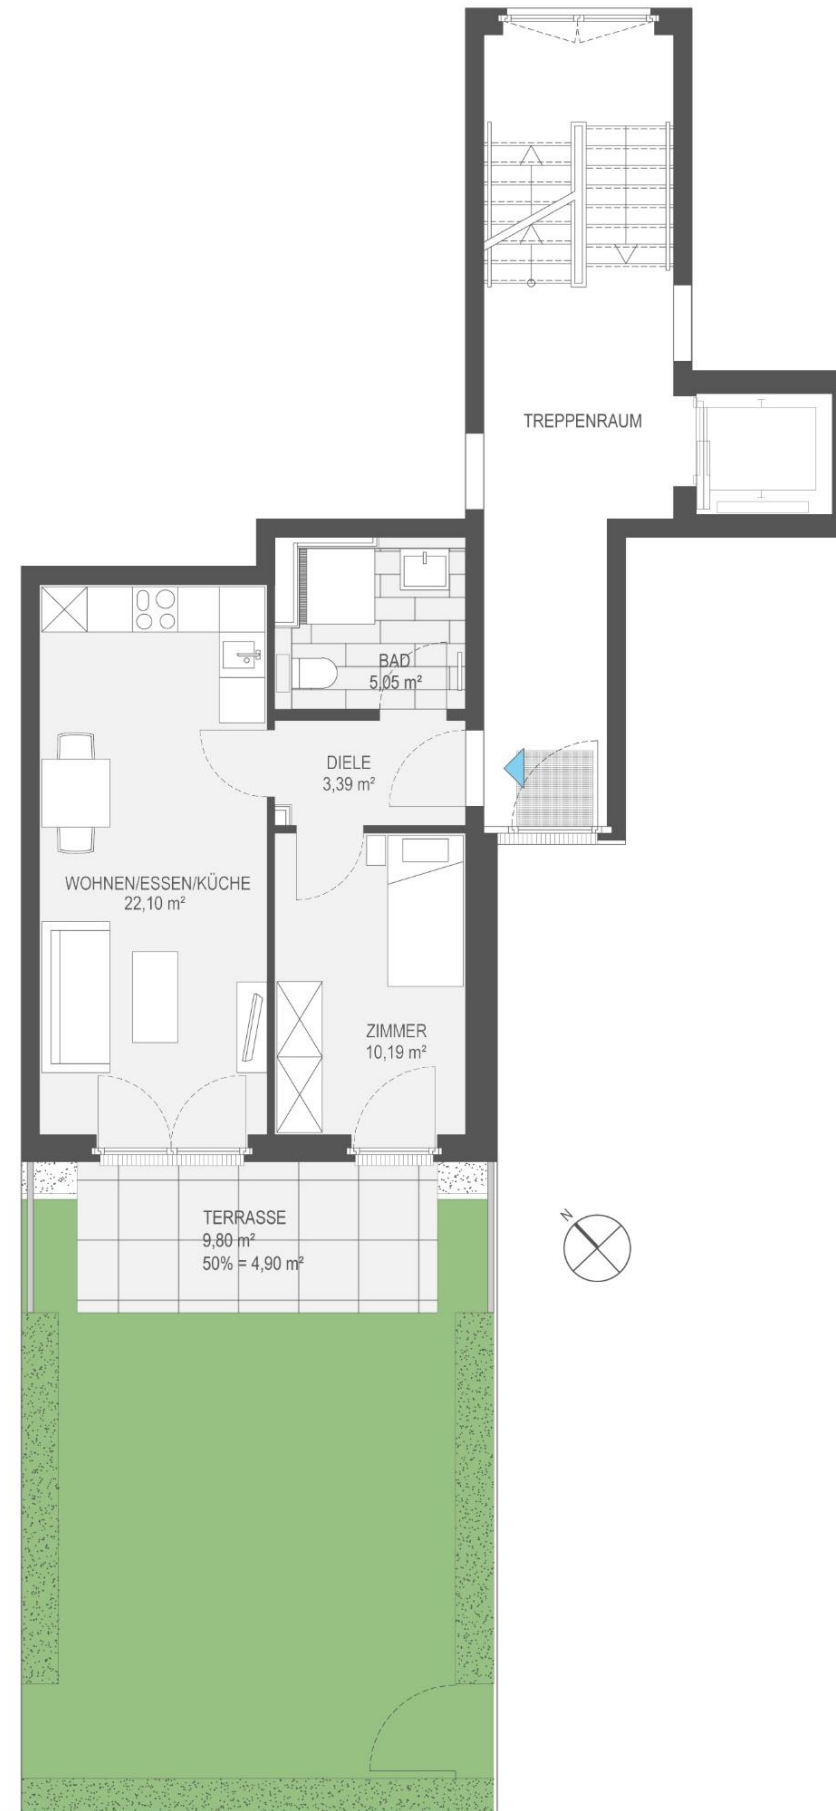 TREPPENRAUM
BAD
5,05 m²
DIELE
3,39 m²
WOHNEN/ESSEN/KÜCHE
22,10 m²
ZIMMER
10,19 m²
TERRASSE
9,80 m²
50% = 4,90 m²
N